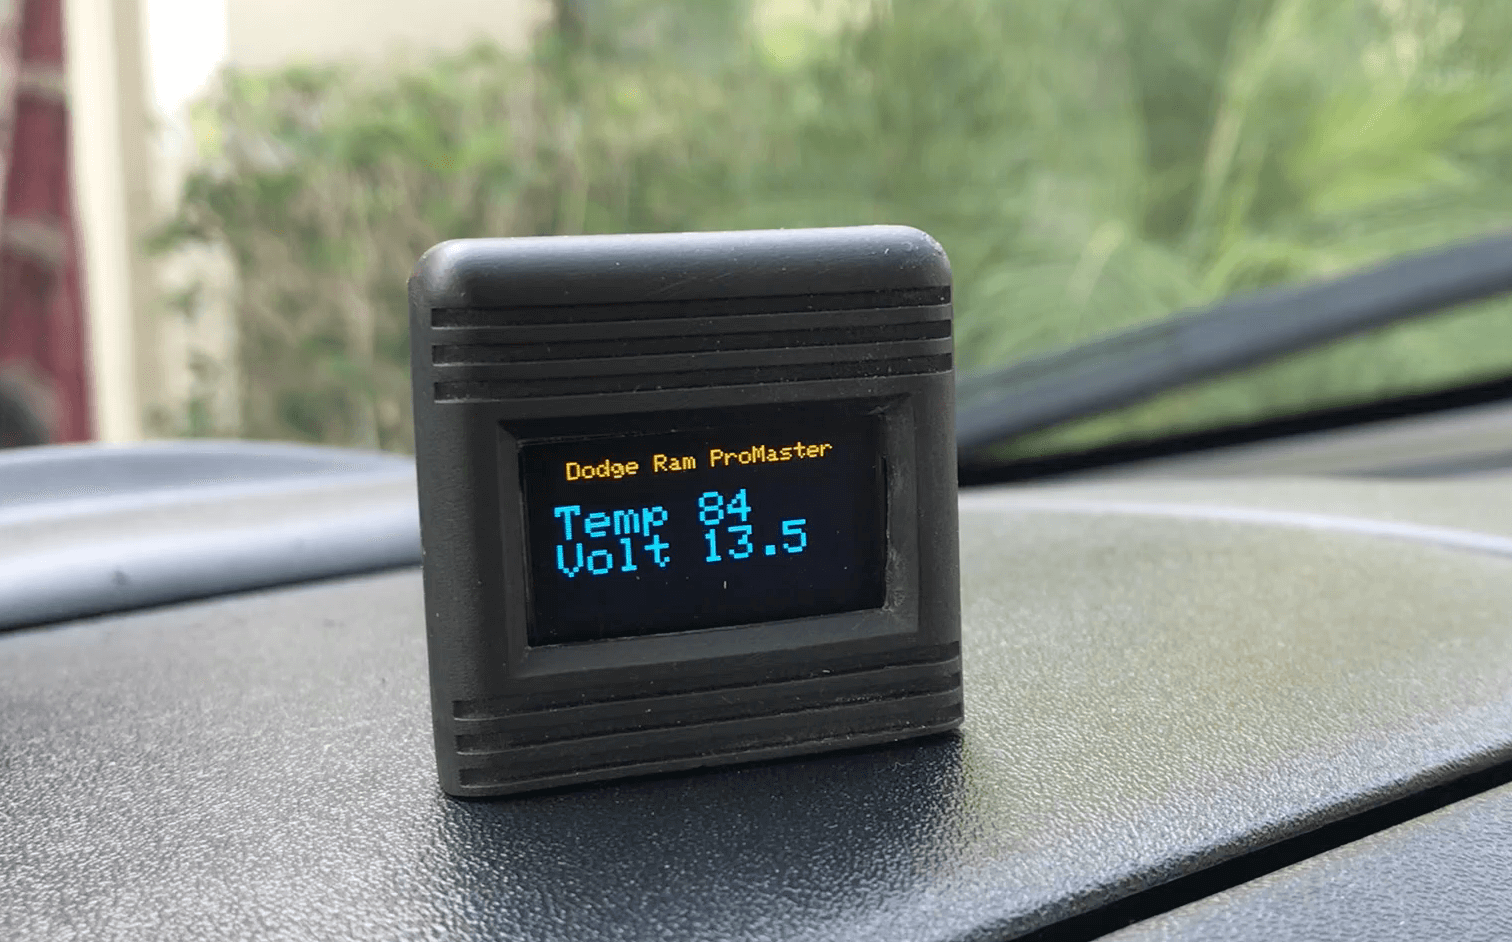 Dodge Ram ProMaster
Temp 84
Volt 13.5